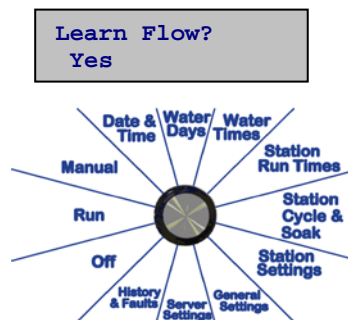 Learn Flow?
Yes
Date &
Time
Water
Days
Water
Times
Station
Run Times
Station
Cycle &
Soak
Station
Settings
General
Settings
Server
Settings
History
& Faults
Off
Run
Manual